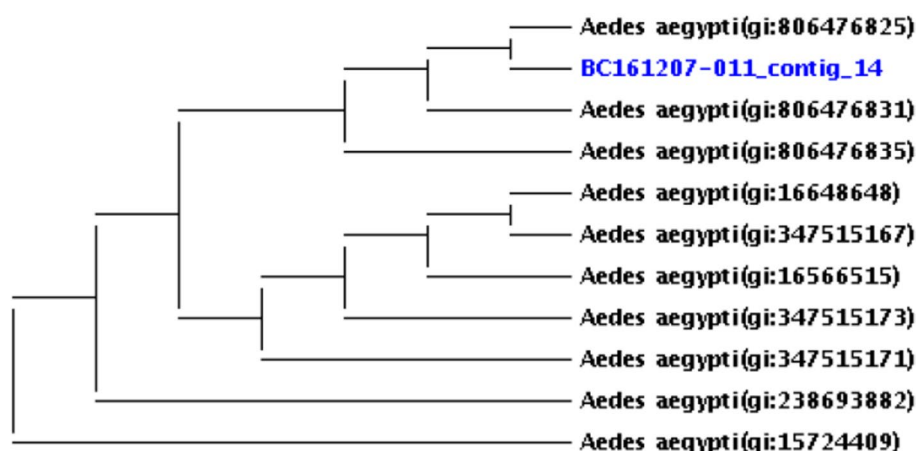 Aedes aegypti(gi:806476825)
BC161207-011_contig_14
Aedes aegypti(gi:806476831)
Aedes aegypti(gi:806476835)
Aedes aegypti(gi:16648648)
Aedes aegypti(gi:347515167)
Aedes aegypti(gi:16566515)
Aedes aegypti(gi:347515173)
Aedes aegypti(gi:347515171)
Aedes aegypti(gi:238693882)
Aedes aegypti(gi:15724409)